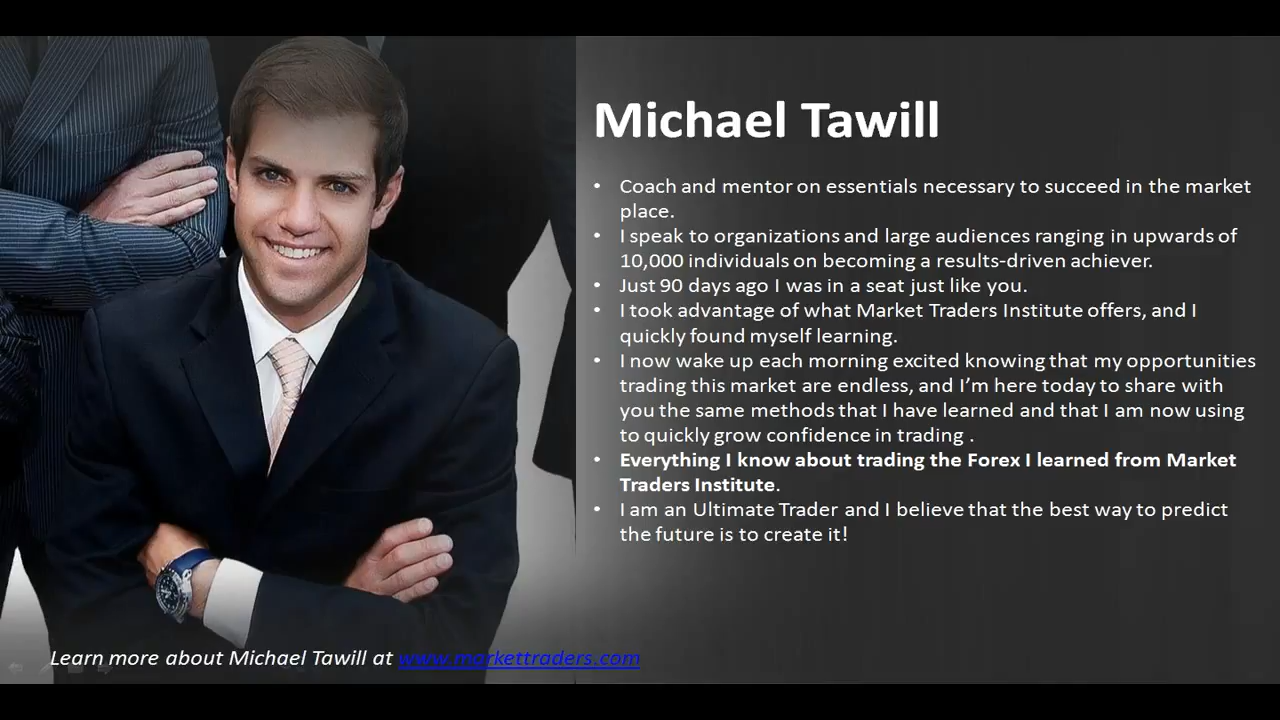 Michael Tawill
• Coach and mentor on essentials necessary to succeed in the market
place.
• I speak to organizations and large audiences ranging in upwards of
10,000 individuals on becoming a results-driven achiever.
• Just 90 days ago I was in a seat just like you.
• I took advantage of what Market Traders Institute offers, and I
quickly found myself learning.
• I now wake up each morning excited knowing that my opportunities
trading this market are endless, and I’m here today to share with
you the same methods that I have learned and that I am now using
to quickly grow confidence in trading .
• Everything I know about trading the Forex I learned from Market
Traders Institute.
• I am an Ultimate Trader and I believe that the best way to predict
the future is to create it!
Learn more about Michael Tawill at www.markettraders.com